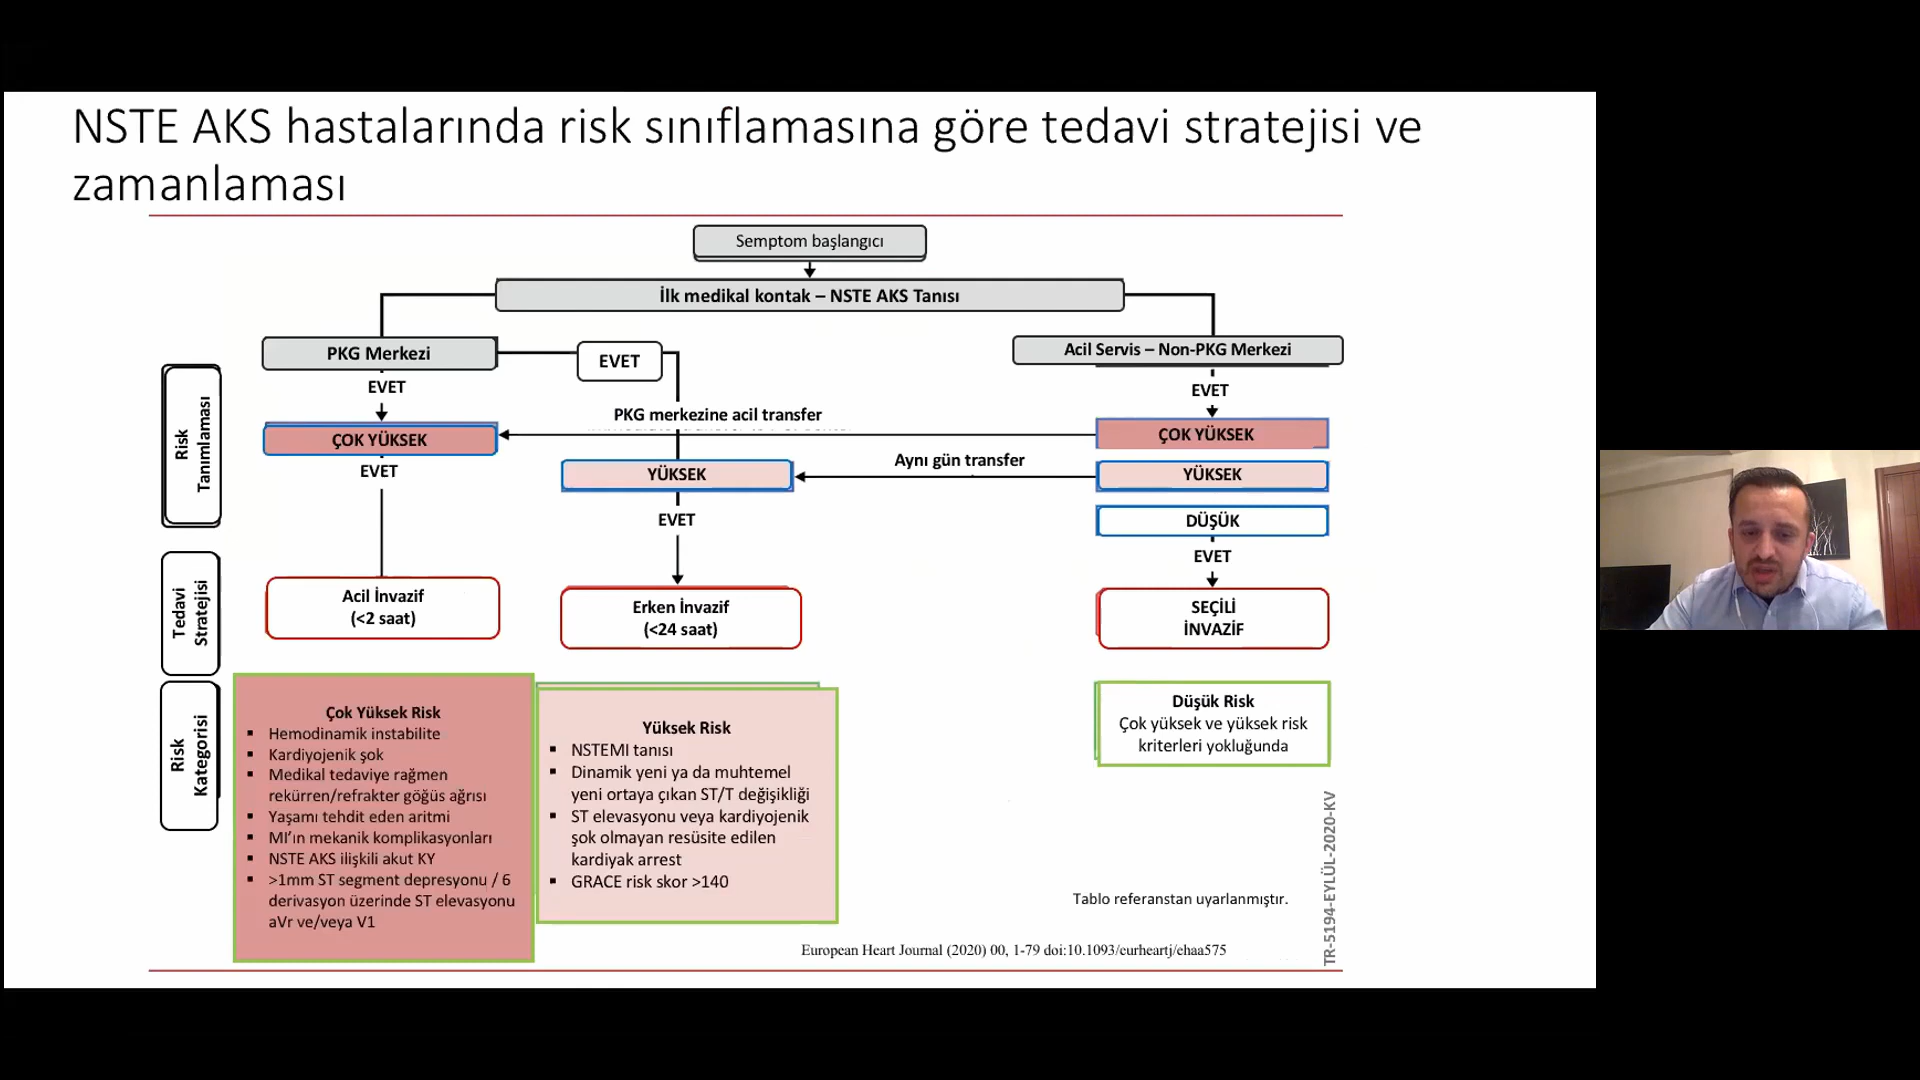 NSTE AKS hastalarında risk sınıflamasına göre tedavi stratejisi ve
zamanlaması
Semptom başlangıcı
İlk medikal kontak – NSTE AKS Tanısı
PKG Merkezi
EVET
Acil Servis – Non-PKG Merkezi
EVET
EVET
Risk
Tanımlaması
PKG merkezine acil transfer
ÇOK YÜKSEK
ÇOK YÜKSEK
EVET
Aynı gün transfer
YÜKSEK
YÜKSEK
EVET
DÜŞÜK
EVET
Tedavi
Stratejisi
Acil İnvazif
(<2 saat)
Erken İnvazif
(<24 saat)
SEÇİLİ
İNVAZİF
Risk
Kategorisi
Çok Yüksek Risk
▪ Hemodinamik instabilite
▪ Kardiyojenik şok
▪ Medikal tedaviye rağmen
rekürren/refrakter göğüs ağrısı
▪ Yaşamı tehdit eden aritmi
▪ MI’ın mekanik komplikasyonları
▪ NSTE AKS ilişkili akut KY
▪ >1mm ST segment depresyonu / 6
derivasyon üzerinde ST elevasyonu
aVr ve/veya V1
Yüksek Risk
▪ NSTEMI tanısı
▪ Dinamik yeni ya da muhtemel
yeni ortaya çıkan ST/T değişikliği
▪ ST elevasyonu veya kardiyojenik
şok olmayan resüsite edilen
kardiyak arrest
▪ GRACE risk skor >140
Düşük Risk
Çok yüksek ve yüksek risk
kriterleri yokluğunda
Tablo referanstan uyarlanmıştır.
European Heart Journal (2020) 00, 1-79 doi:10.1093/eurheartj/ehaa575
TR-5194-EYLÜL-2020-KV